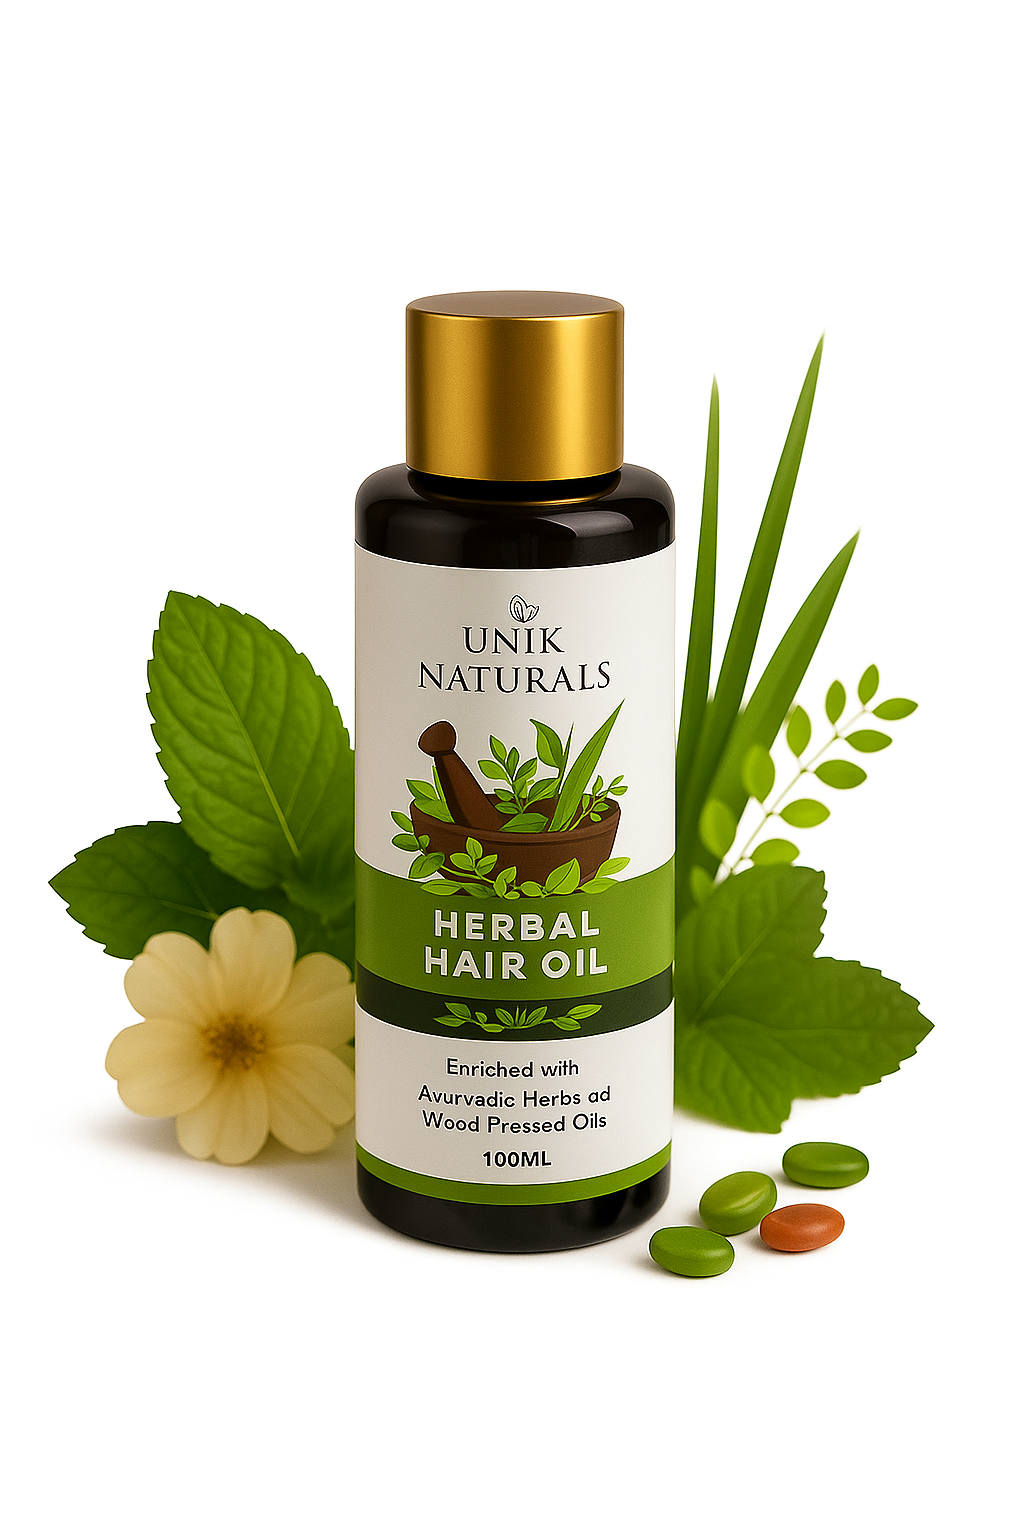 UNIK
NATURALS
HERBAL
HAIR OIL
Enriched with
Avurvadic Herbs ad
Wood Pressed Oils
100ML